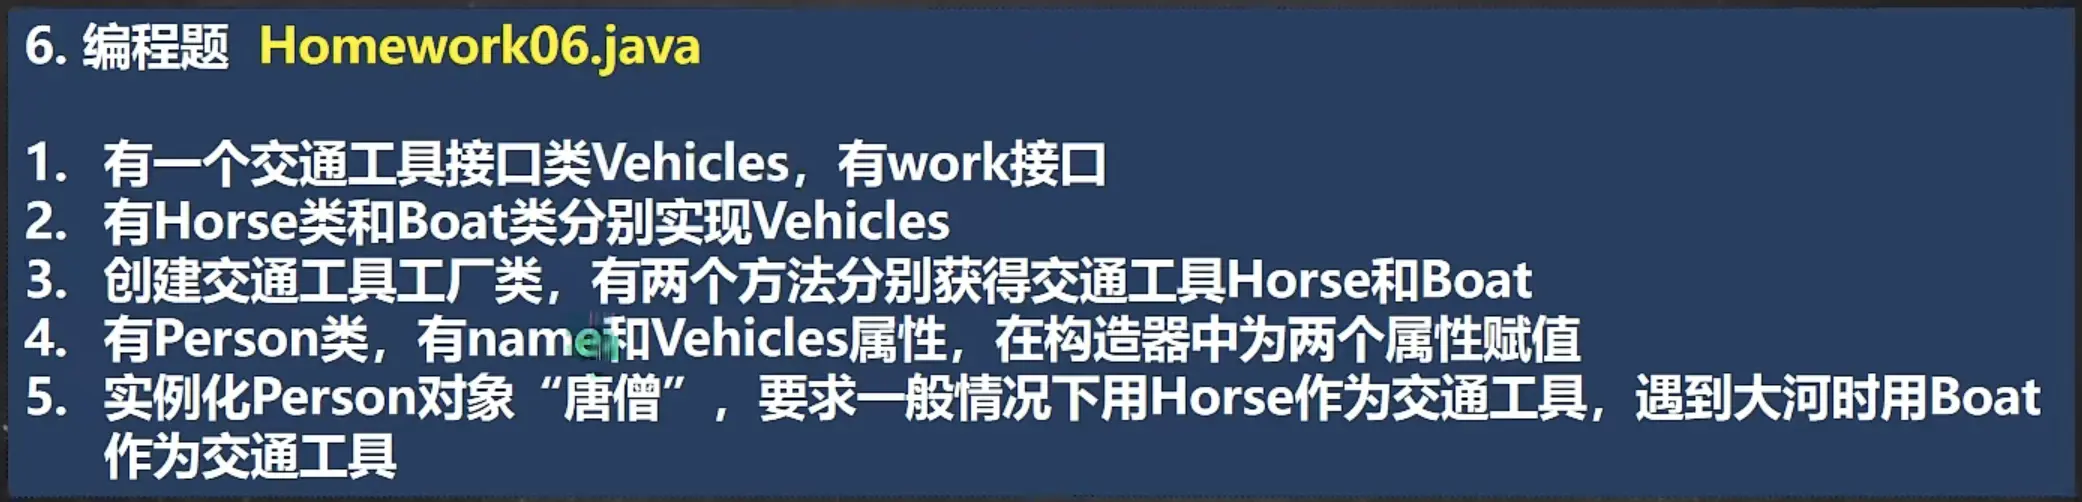 6. 编程题 Homework06.java
1. 有一个交通工具接口类Vehicles，有work接口
2. 有Horse类和Boat类分别实现Vehicles
3. 创建交通工具工厂类，有两个方法分别获得交通工具Horse和Boat
4. 有Person类，有name和Vehicles属性，在构造器中为两个属性赋值
5. 实例化Person对象“唐僧”，要求一般情况下用Horse作为交通工具，遇到大河时用Boat
作为交通工具